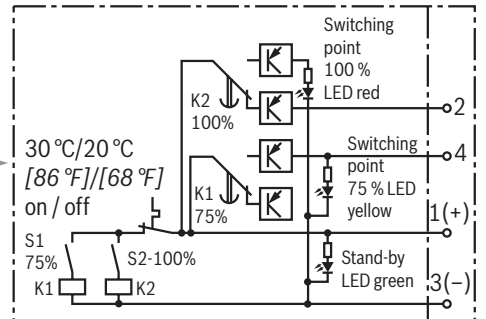 Switching
point
100 %
LED red
K2
100%
2
30 °C/20 °C
[86 °F]/[68 °F]
on / off
Switching
point
75 % LED
yellow
4
K1
75%
1(+)
S1
75%
S2-100%
Stand-by
LED green
K1
K2
3(−)